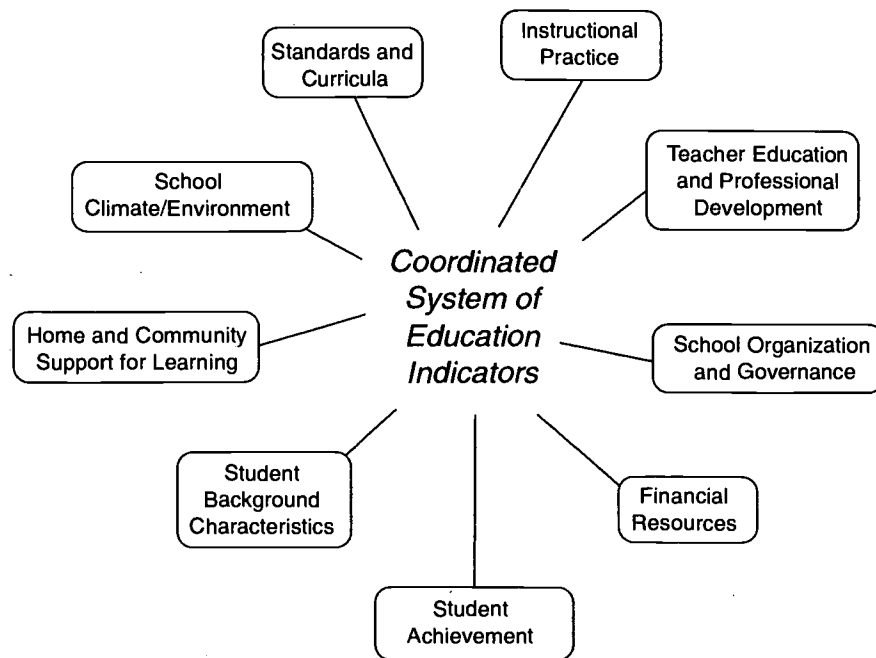 Instructional
Practice
Standards and
Curricula
Teacher Education
and Professional
Development
School
Climate/Environment
Coordinated
System of
Education
Indicators
Home and Community
Support for Learning
School Organization
and Governance
Student
Background
Characteristics
Financial
Resources
Student
Achievement